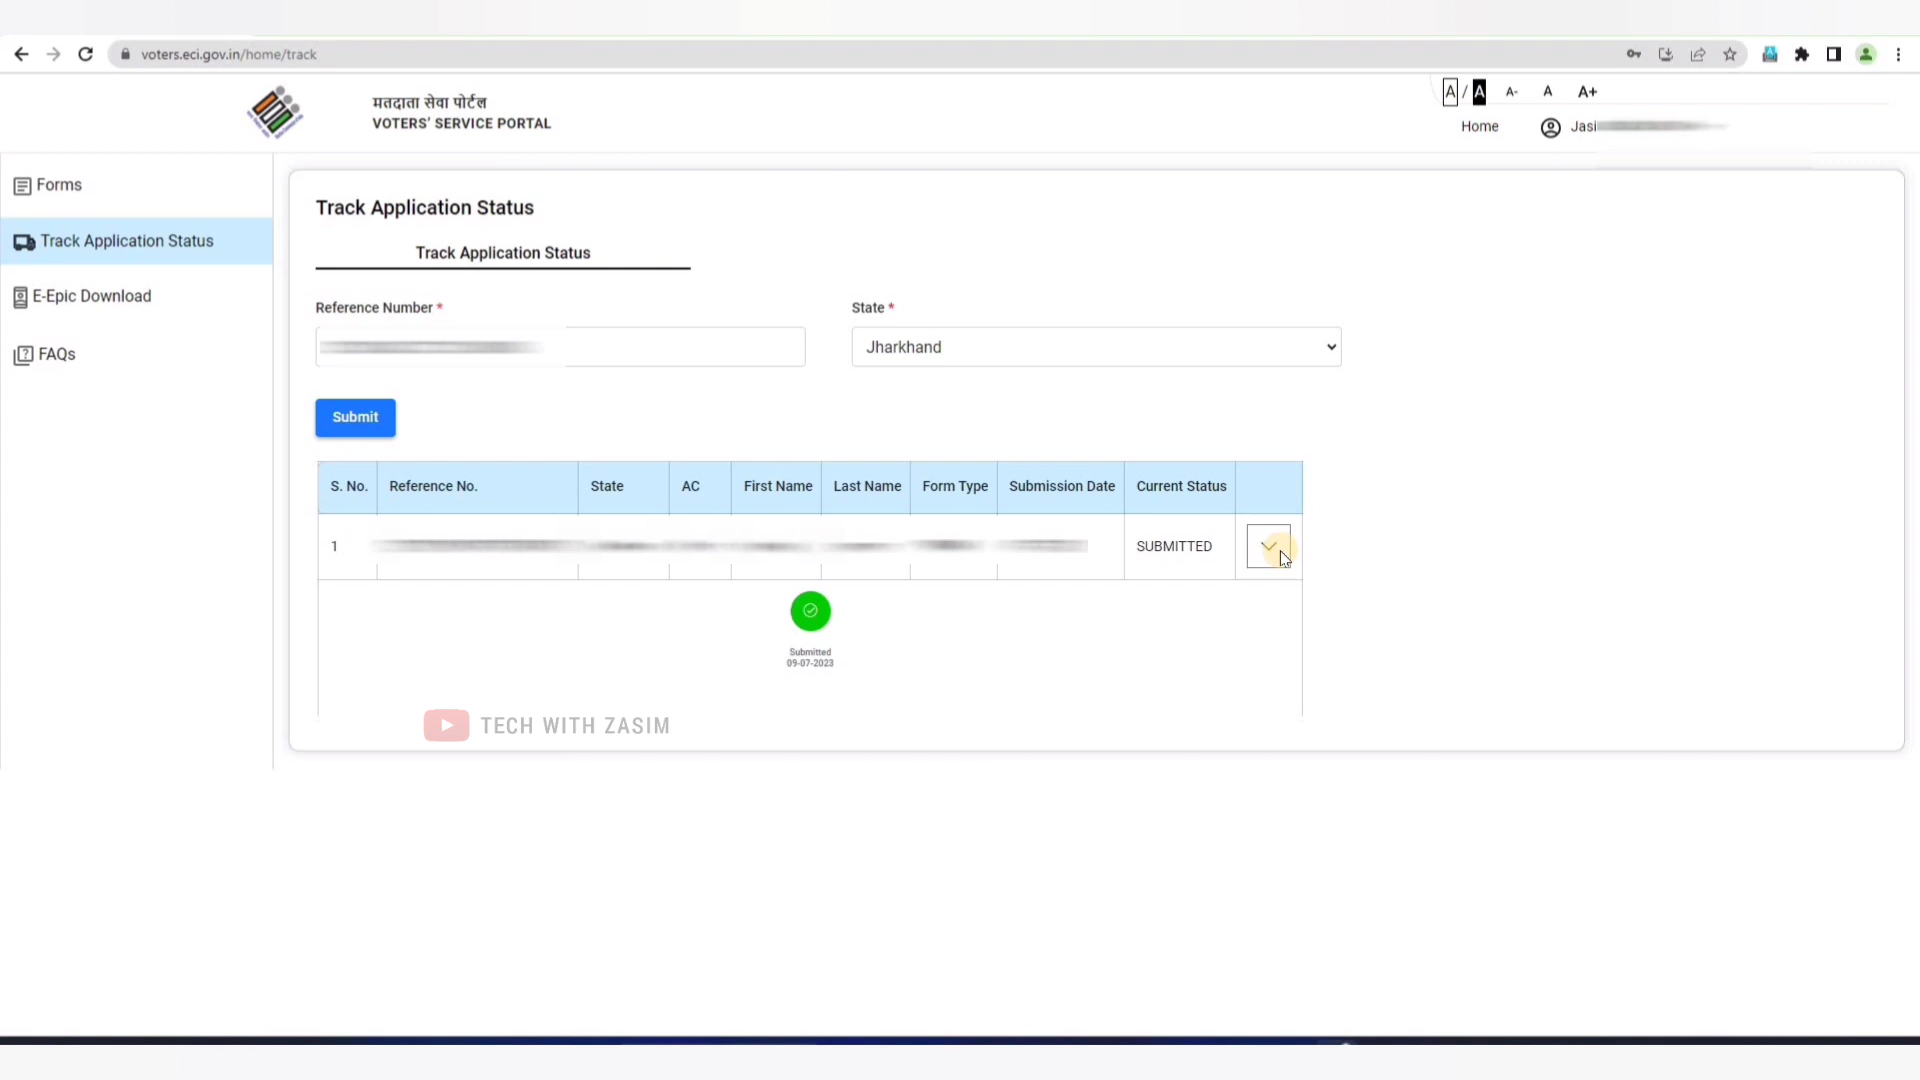 voters.eci.gov.in/home/track
A / A A- A A+
मतदाता सेवा पोर्टल
VOTERS' SERVICE PORTAL
Home
Jasi
Forms
Track Application Status
E-Epic Download
FAQs
Track Application Status
Track Application Status
Reference Number *
State *
Jharkhand
Submit
S. No. Reference No. State AC First Name Last Name Form Type Submission Date Current Status
1 SUBMITTED
Submitted
09-07-2023
TECH WITH ZASIM